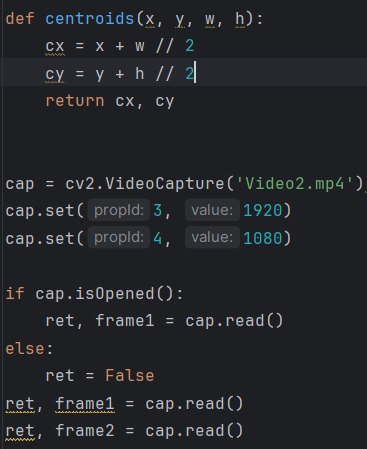 def centroids(x, y, w, h):
    cx = x + w // 2
    cy = y + h // 2
    return cx, cy
cap = cv2.VideoCapture('Video2.mp4')
cap.set( propId: 3, value: 1920)
cap.set( propId: 4, value: 1080)
if cap.isOpened():
    ret, frame1 = cap.read()
else:
    ret = False
ret, frame1 = cap.read()
ret, frame2 = cap.read()